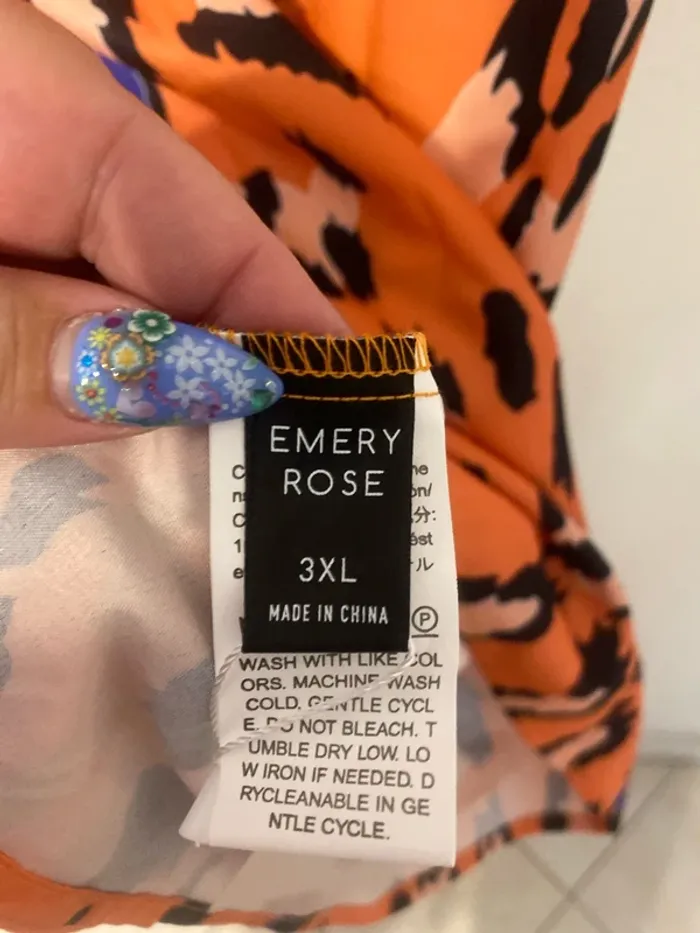 EMERY
ROSE
3XL
MADE IN CHINA
P
WASH WITH LIKE COL
ORS. MACHINE WASH
COLD. GENTLE CYCL
E. DO NOT BLEACH. T
UMBLE DRY LOW. LO
W IRON IF NEEDED. D
RYCLEANABLE IN GE
NTLE CYCLE.